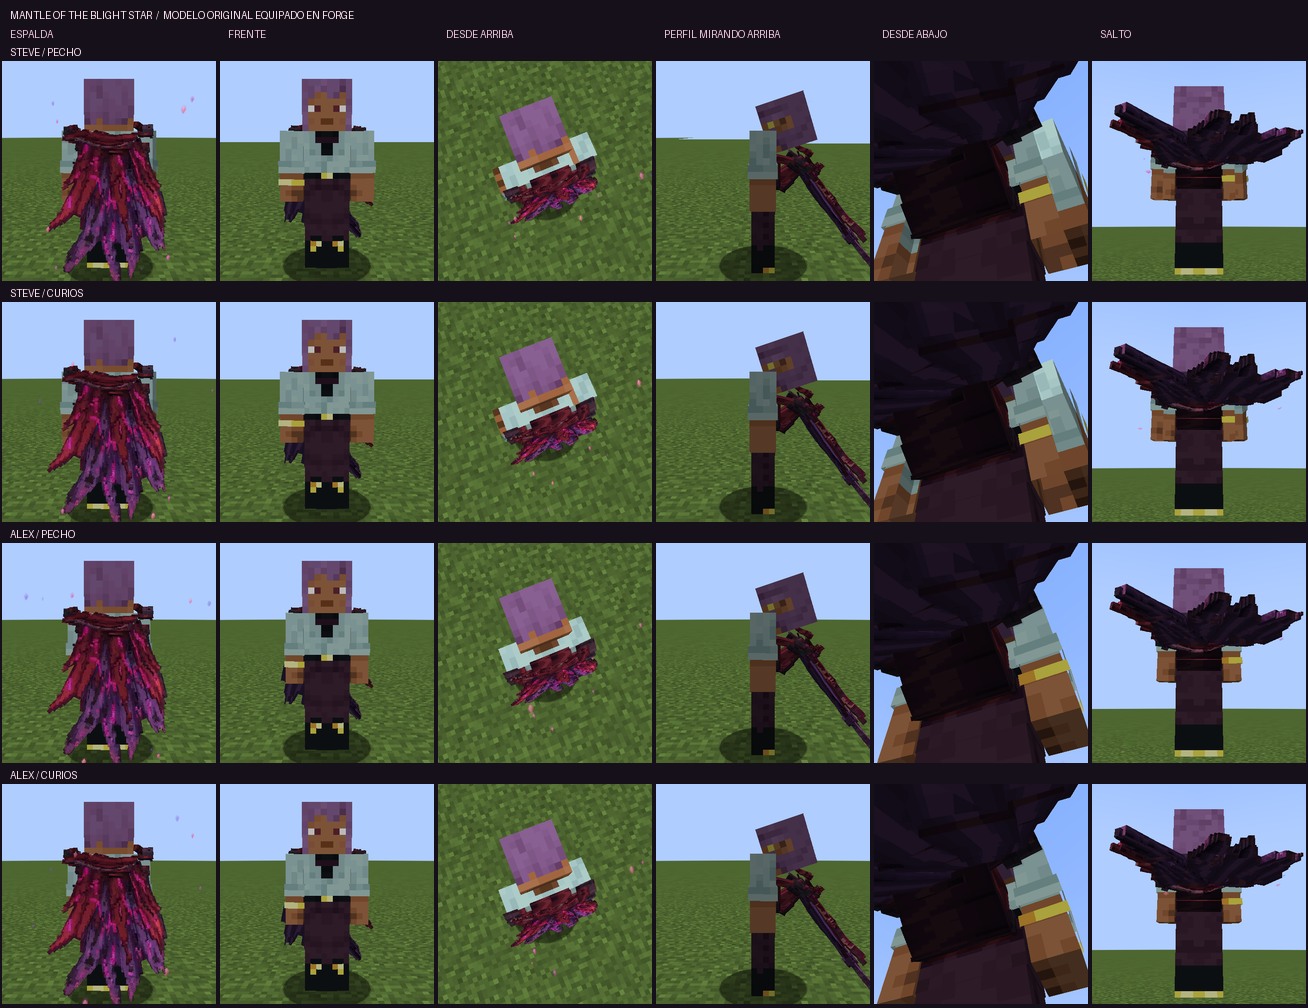 MANTLE OF THE BLIGHT STAR / MODELO ORIGINAL EQUIPADO EN FORGE
ESPALDA FRENTE DESDE ARRIBA PERFIL MIRANDO ARRIBA DESDE ABAJO SALTO
STEVE / PECHO
STEVE / CURIOS
ALEX / PECHO
ALEX / CURIOS